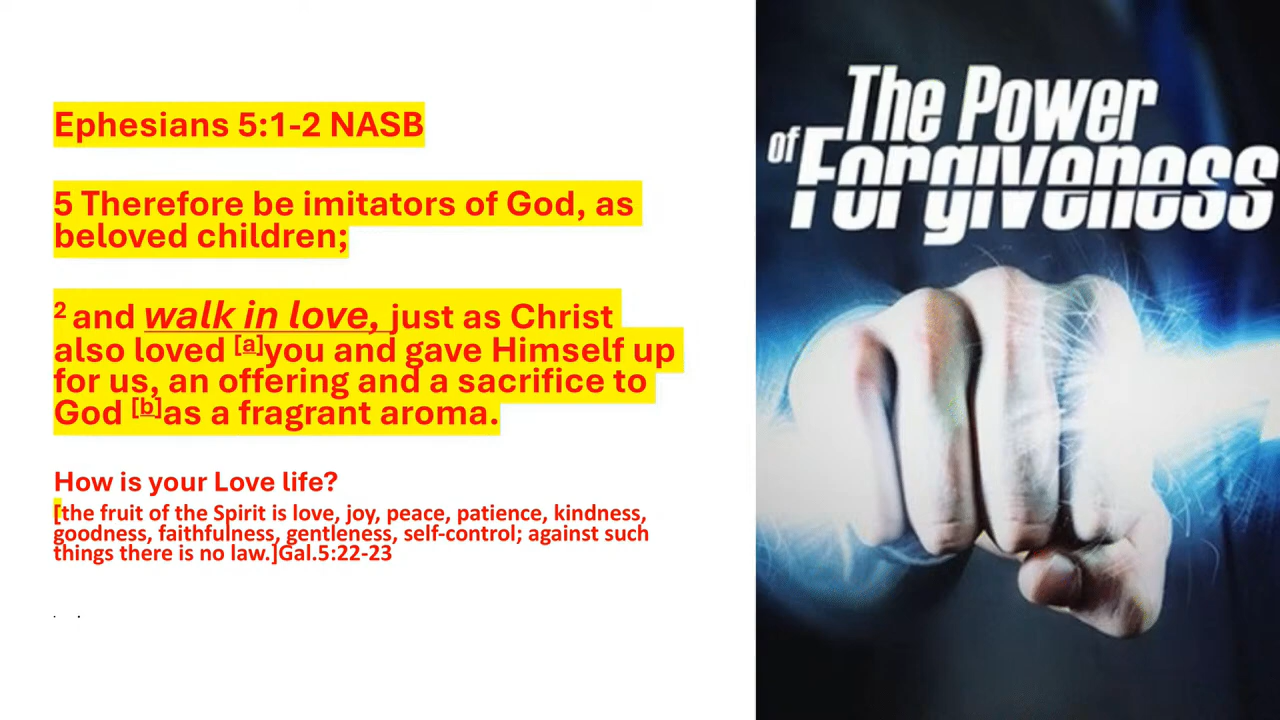 Ephesians 5:1-2 NASB
5 Therefore be imitators of God, as
beloved children;
2 and walk in love, just as Christ
also loved [a]you and gave Himself up
for us, an offering and a sacrifice to
God [b]as a fragrant aroma.
How is your Love life?
[the fruit of the Spirit is love, joy, peace, patience, kindness,
goodness, faithfulness, gentleness, self-control; against such
things there is no law.]Gal.5:22-23
. .
The Power
of Forgiveness